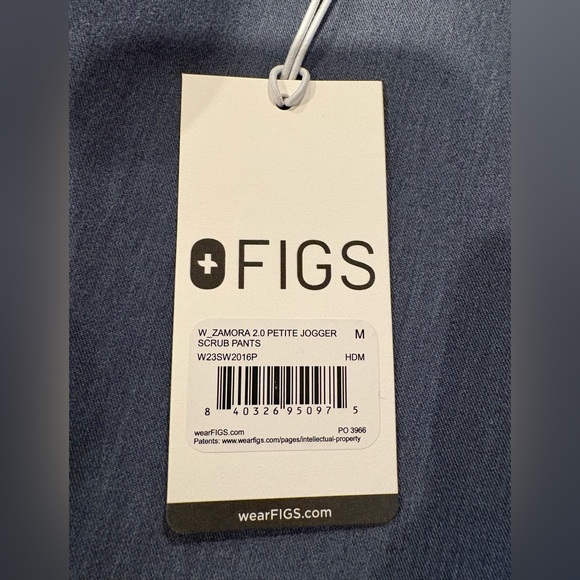 FIGS
W_ZAMORA 2.0 PETITE JOGGER M
SCRUB PANTS
W23SW2016P HDM
8 40326 95097 5
wearFIGS.com PO 3966
Patents: www.wearfigs.com/pages/intellectual-property
wearFIGS.com